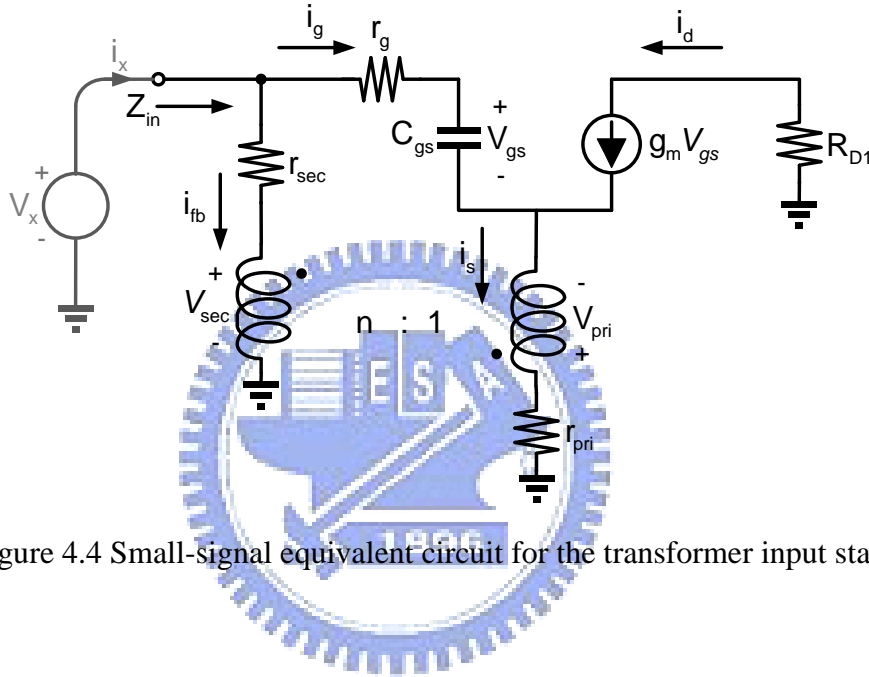 i_g r_g i_d
i_x
Z_in
+
C_gs V_gs
-
g_m V_gs
R_D1
r_sec
+
V_x
-
i_fb
i_s
+
V_sec
-
-
V_pri
+
n : 1
E S A
r_pri
1896
gure 4.4 Small-signal equivalent circuit for the transformer input sta